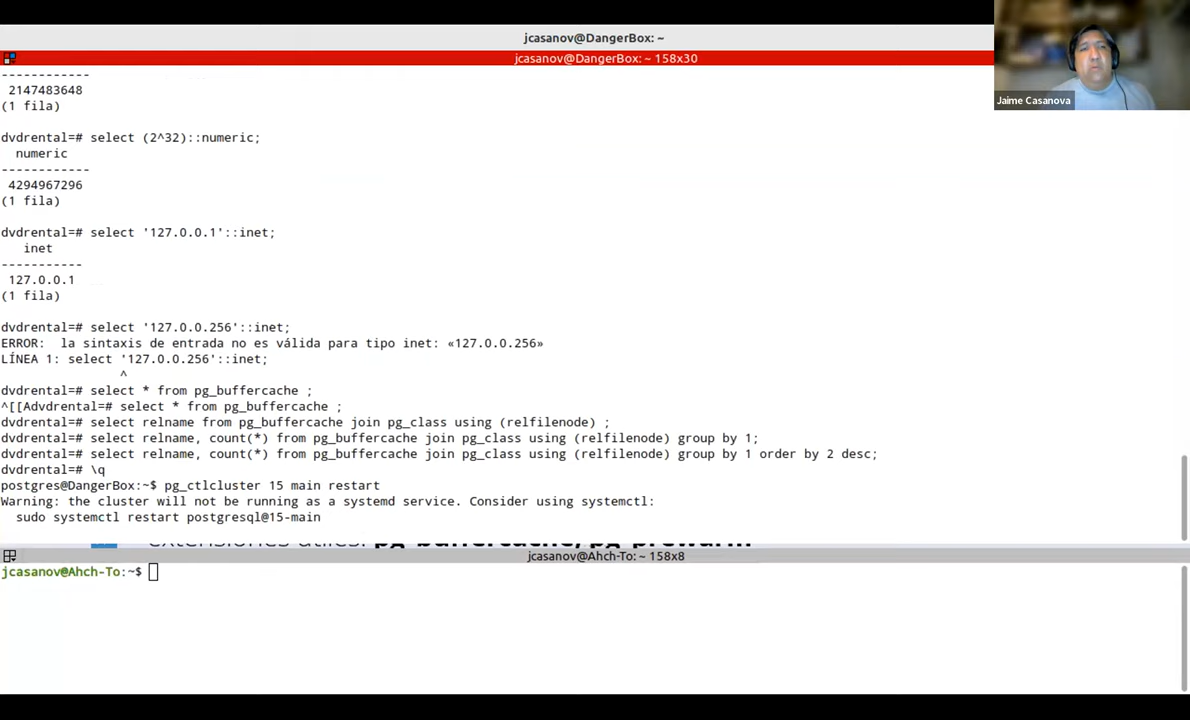 jcasanov@DangerBox: ~
jcasanov@DangerBox: ~ 158x30
Jaime Casanova
------------
 2147483648
(1 fila)
dvdrental=# select (2^32)::numeric;
  numeric
------------
 4294967296
(1 fila)
dvdrental=# select '127.0.0.1'::inet;
   inet
-----------
 127.0.0.1
(1 fila)
dvdrental=# select '127.0.0.256'::inet;
ERROR:  la sintaxis de entrada no es válida para tipo inet: «127.0.0.256»
LÍNEA 1: select '127.0.0.256'::inet;
                ^
dvdrental=# select * from pg_buffercache ;
^[[Advdrental=# select * from pg_buffercache ;
dvdrental=# select relname from pg_buffercache join pg_class using (relfilenode) ;
dvdrental=# select relname, count(*) from pg_buffercache join pg_class using (relfilenode) group by 1;
dvdrental=# select relname, count(*) from pg_buffercache join pg_class using (relfilenode) group by 1 order by 2 desc;
dvdrental=# \q
postgres@DangerBox:~$ pg_ctlcluster 15 main restart
Warning: the cluster will not be running as a systemd service. Consider using systemctl:
  sudo systemctl restart postgresql@15-main
extensiones útiles: pg_buffercache, pg_prewarm
jcasanov@Ahch-To: ~ 158x8
jcasanov@Ahch-To:~$